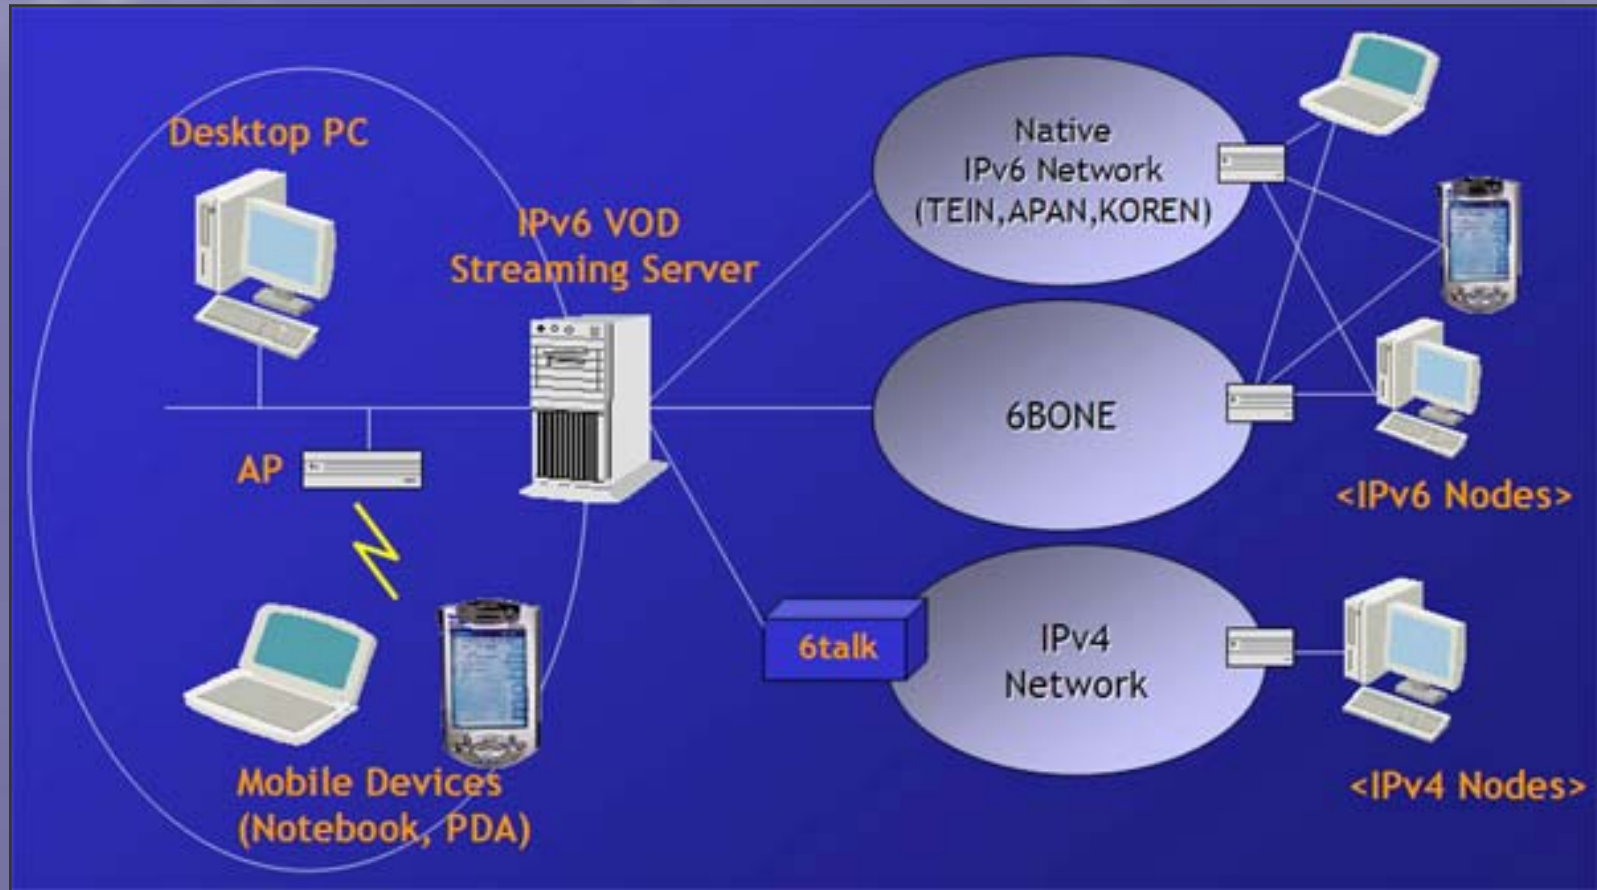 Desktop PC
IPv6 VOD
Streaming Server
AP
Mobile Devices
(Notebook, PDA)
Native
IPv6 Network
(TEIN,APAN,KOREN)
6BONE
<IPv6 Nodes>
6talk
IPv4
Network
<IPv4 Nodes>